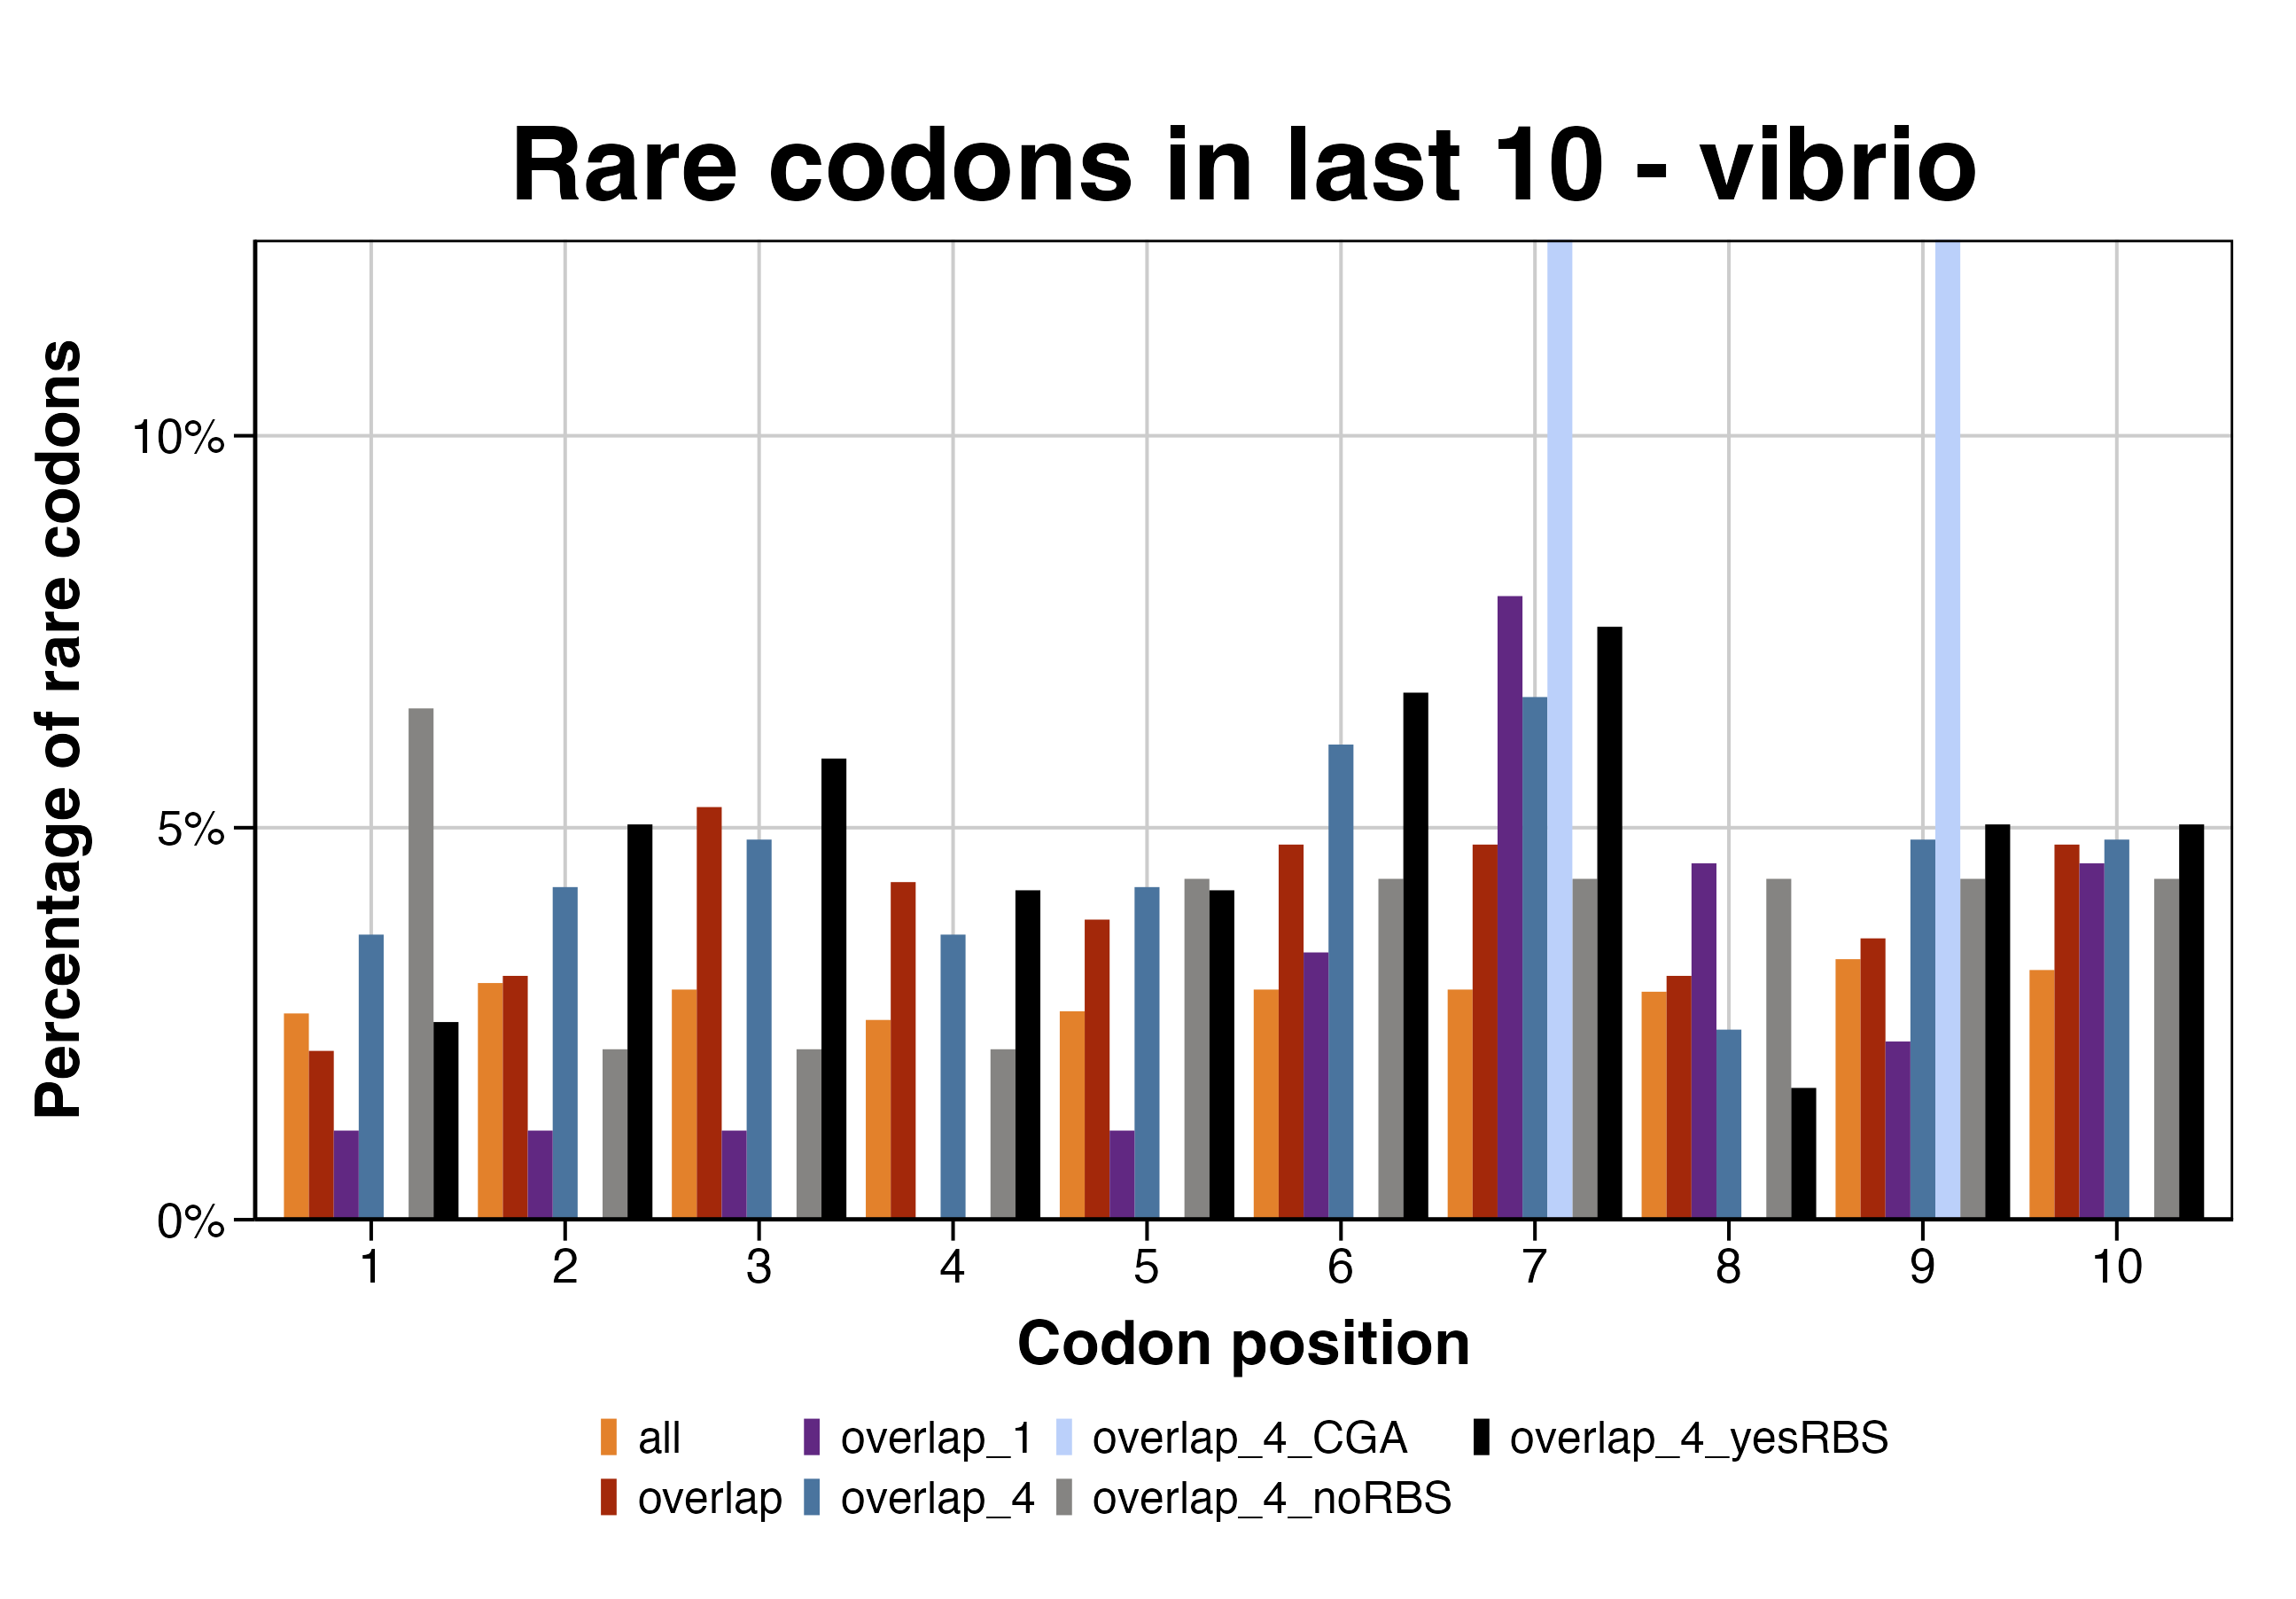 Rare codons in last 10 - vibrio
Percentage of rare codons
10%
5%
0%
1 2 3 4 5 6 7 8 9 10
Codon position
all overlap_1 overlap_4_CGA overlap_4_yesRBS
overlap overlap_4 overlap_4_noRBS